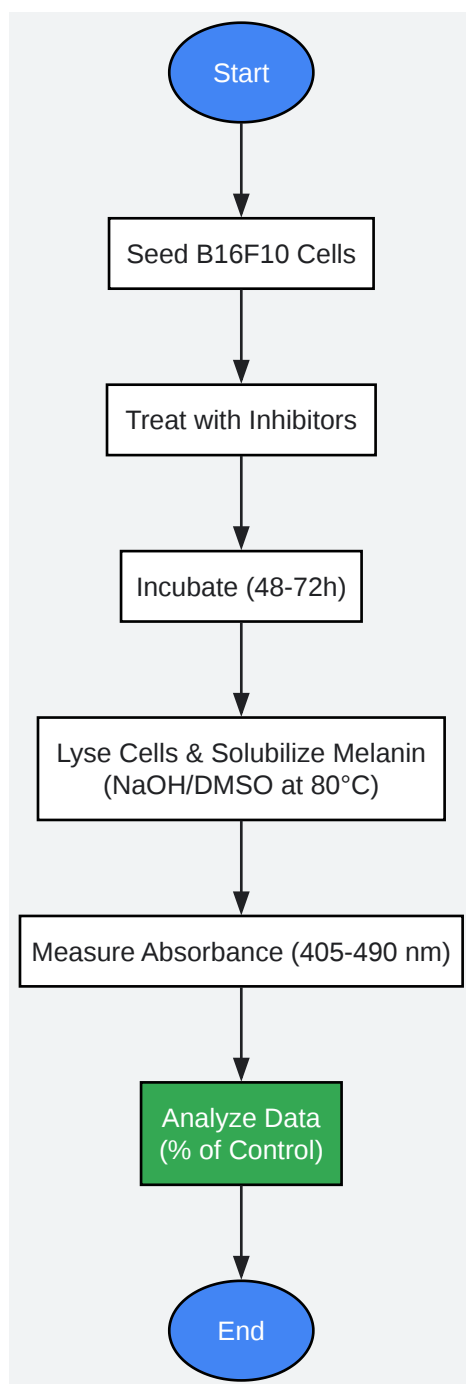 Start
Seed B16F10 Cells
Treat with Inhibitors
Incubate (48-72h)
Lyse Cells & Solubilize Melanin
(NaOH/DMSO at 80°C)
Measure Absorbance (405-490 nm)
Analyze Data
(% of Control)
End